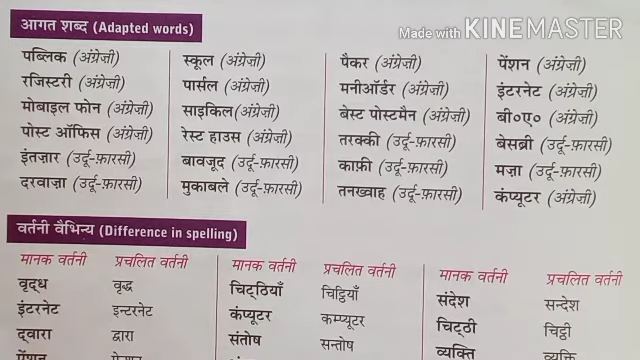 आगत शब्द (Adapted words)
Made with KINEMASTER
पब्लिक (अंग्रेज़ी) स्कूल (अंग्रेज़ी) पैकर (अंग्रेज़ी) पेंशन (अंग्रेज़ी)
रजिस्टरी (अंग्रेज़ी) पार्सल (अंग्रेज़ी) मनीऑर्डर (अंग्रेज़ी) इंटरनेट (अंग्रेज़ी)
मोबाइल फोन (अंग्रेज़ी) साइकिल(अंग्रेज़ी) बेस्ट पोस्टमैन (अंग्रेज़ी) बी०ए० (अंग्रेज़ी)
पोस्ट ऑफिस (अंग्रेज़ी) रेस्ट हाउस (अंग्रेज़ी) तरक्की (उर्दू-फ़ारसी) बेसब्री (उर्दू-फ़ारसी)
इंतज़ार (उर्दू-फ़ारसी) बावजूद (उर्दू-फ़ारसी) काफ़ी (उर्दू-फ़ारसी) मज़ा (उर्दू-फ़ारसी)
दरवाज़ा (उर्दू-फ़ारसी) मुकाबले (उर्दू-फ़ारसी) तनख्वाह (उर्दू-फ़ारसी) कंप्यूटर (अंग्रेज़ी)
वर्तनी वैभिन्य (Difference in spelling)
मानक वर्तनी प्रचलित वर्तनी मानक वर्तनी प्रचलित वर्तनी मानक वर्तनी प्रचलित वर्तनी
वृद्‌ध वृद्ध चिट्‌ठियाँ चिट्ठियाँ संदेश सन्देश
इंटरनेट इन्टरनेट कंप्यूटर कम्प्यूटर चिट्‌ठी चिट्ठी
द्‌वारा द्वारा संतोष सन्तोष व्यक्‌ति व्यक्ति
पेंशन